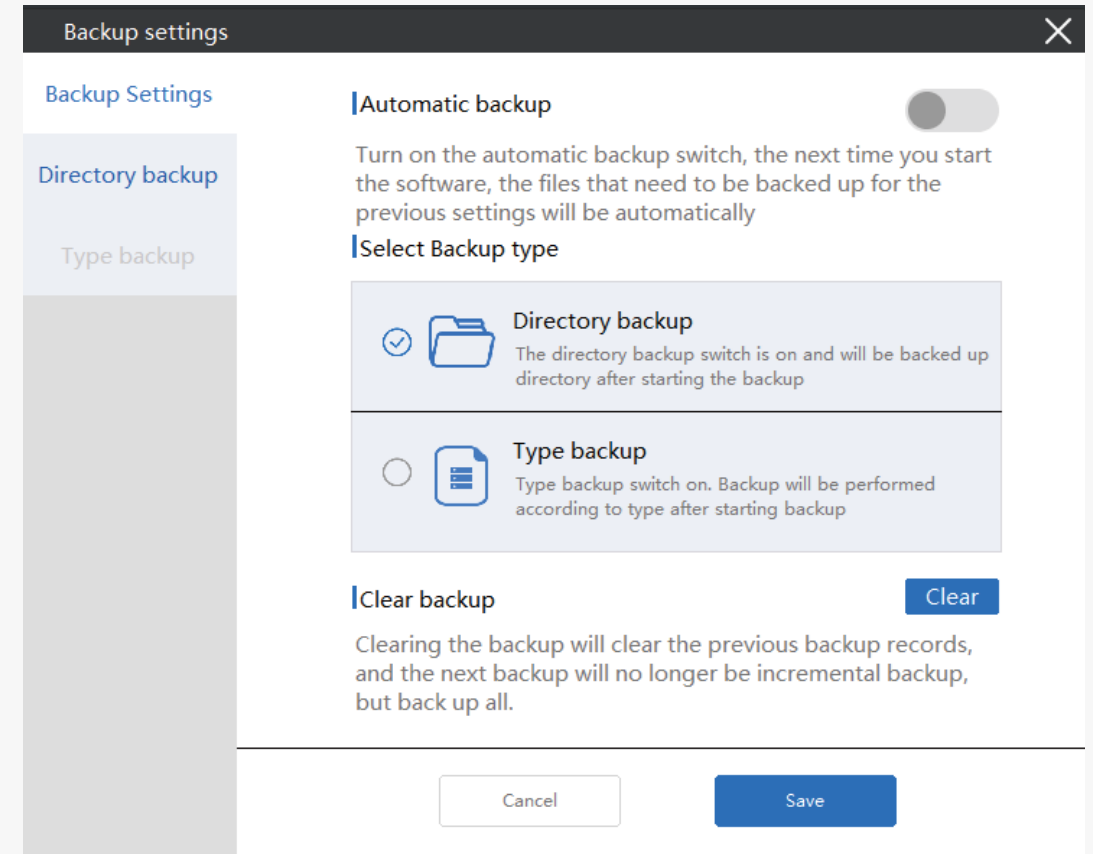 Backup settings
Backup Settings
Directory backup
Type backup
Automatic backup
Turn on the automatic backup switch, the next time you start
the software, the files that need to be backed up for the
previous settings will be automatically
Select Backup type
Directory backup
The directory backup switch is on and will be backed up
directory after starting the backup
Type backup
Type backup switch on. Backup will be performed
according to type after starting backup
Clear backup
Clear
Clearing the backup will clear the previous backup records,
and the next backup will no longer be incremental backup,
but back up all.
Cancel
Save